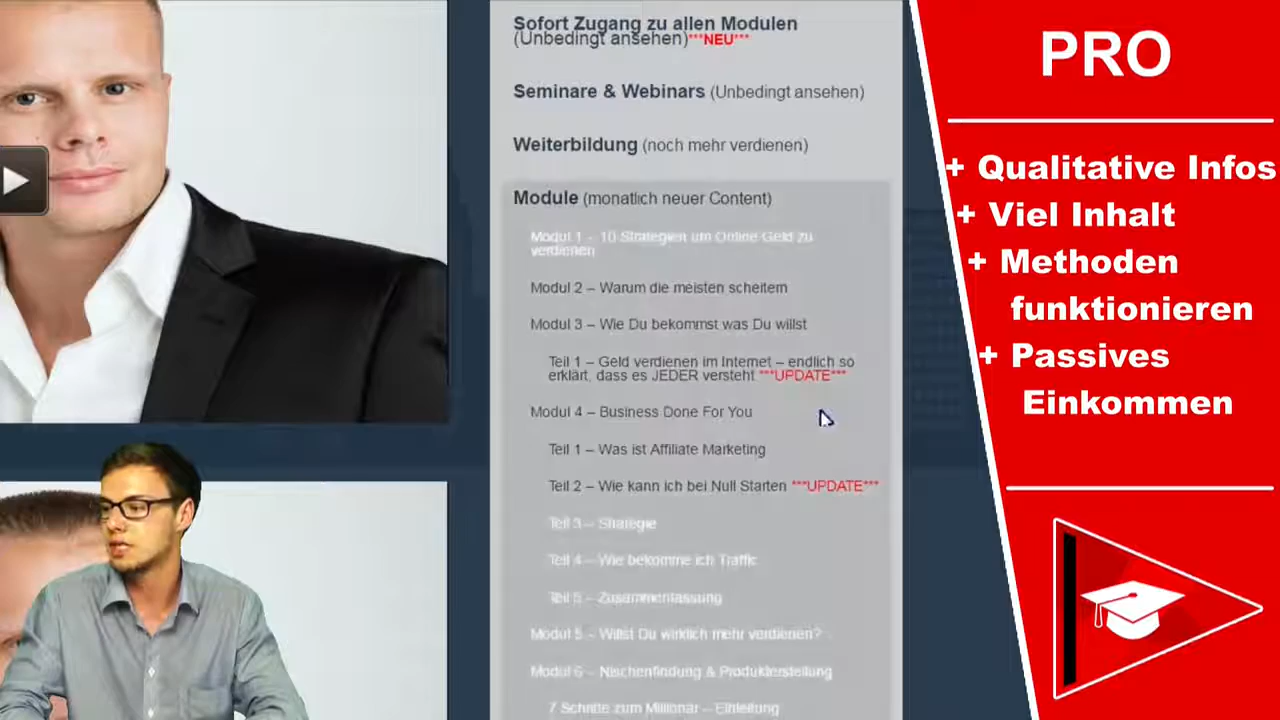 Sofort Zugang zu allen Modulen
(Unbedingt ansehen)***NEU***
Seminare & Webinars (Unbedingt ansehen)
Weiterbildung (noch mehr verdienen)
Module (monatlich neuer Content)
Modul 1 – 10 Strategien um Online Geld zu
verdienen
Modul 2 – Warum die meisten scheitern
Modul 3 – Wie Du bekommst was Du willst
Teil 1 – Geld verdienen im Internet – endlich so
erklärt, dass es JEDER versteht ***UPDATE***
Modul 4 – Business Done For You
Teil 1 – Was ist Affiliate Marketing
Teil 2 – Wie kann ich bei Null Starten ***UPDATE***
Teil 3 – Strategie
Teil 4 – Wie bekomme ich Traffic
Teil 5 – Zusammenfassung
Modul 5 – Willst Du wirklich mehr verdienen?
Modul 6 – Nischenfindung & Produkterstellung
7 Schritte zum Millionär – Einleitung
PRO
+ Qualitative Infos
+ Viel Inhalt
+ Methoden
funktionieren
+ Passives
Einkommen